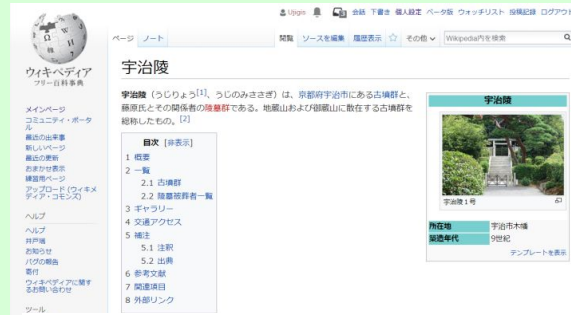 Upgis 会話 下書き 個人設定 ベータ版 ウォッチリスト 投稿記録 ログアウト
ページ ノート 閲覧 ソースを編集 履歴表示 その他 Wikipedia内を検索
ウィキペディア
フリー百科事典
メインページ
コミュニティ・ポータ
ル
最近の出来事
新しいページ
最近の更新
おまかせ表示
練習用ページ
アップロード (ウィキメ
ディア・コモンズ)
ヘルプ
ヘルプ
井戸端
お知らせ
バグの報告
寄付
ウィキペディアに関す
るお問い合わせ
ツール
宇治陵
宇治陵（うじりょう[1]、うじのみささぎ）は、京都府宇治市にある古墳群と、
藤原氏とその関係者の陵墓群である。地蔵山および御蔵山に散在する古墳群を
総称したもの。[2]
目次 [非表示]
1 概要
2 一覧
2.1 古墳群
2.2 陵墓被葬者一覧
3 ギャラリー
4 交通アクセス
5 補注
5.1 注釈
5.2 出典
6 参考文献
7 関連項目
8 外部リンク
宇治陵
宇治陵1号
所在地 宇治市木幡
築造年代 9世紀
テンプレートを表示